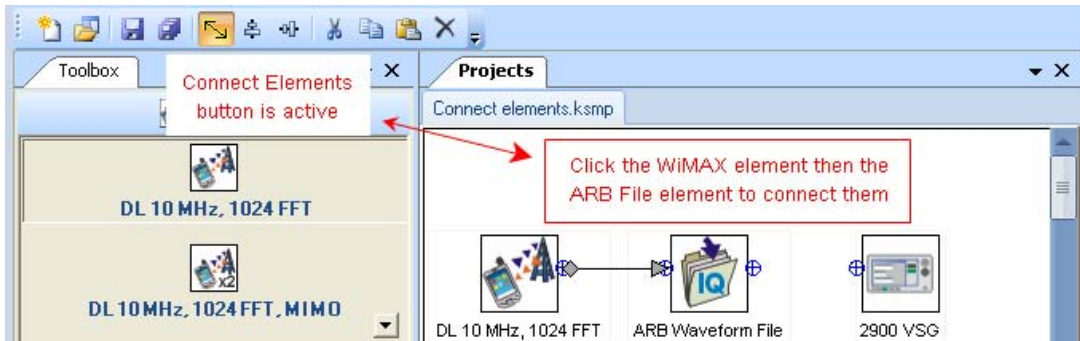 Toolbox
Connect Elements
button is active
Projects
Connect elements.ksmp
Click the WiMAX element then the
ARB File element to connect them
DL 10 MHz, 1024 FFT
x2
DL 10 MHz, 1024 FFT, MIMO
IQ
DL 10 MHz, 1024 FFT
ARB Waveform File
2900 VSG